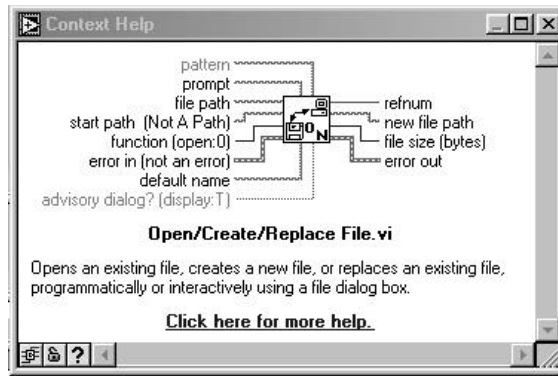 Context Help
pattern
prompt
file path
start path (Not A Path)
function (open:0)
error in (not an error)
default name
advisory dialog? (display:T)
refnum
new file path
file size (bytes)
error out
Open/Create/Replace File.vi
Opens an existing file, creates a new file, or replaces an existing file,
programmatically or interactively using a file dialog box.
Click here for more help.
?